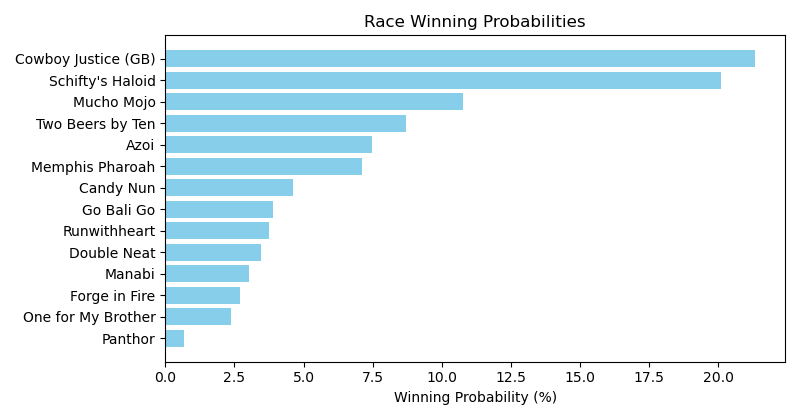 Race Winning Probabilities
Cowboy Justice (GB)
Schifty's Haloid
Mucho Mojo
Two Beers by Ten
Azoi
Memphis Pharoah
Candy Nun
Go Bali Go
Runwithheart
Double Neat
Manabi
Forge in Fire
One for My Brother
Panthor
0.0 2.5 5.0 7.5 10.0 12.5 15.0 17.5 20.0
Winning Probability (%)